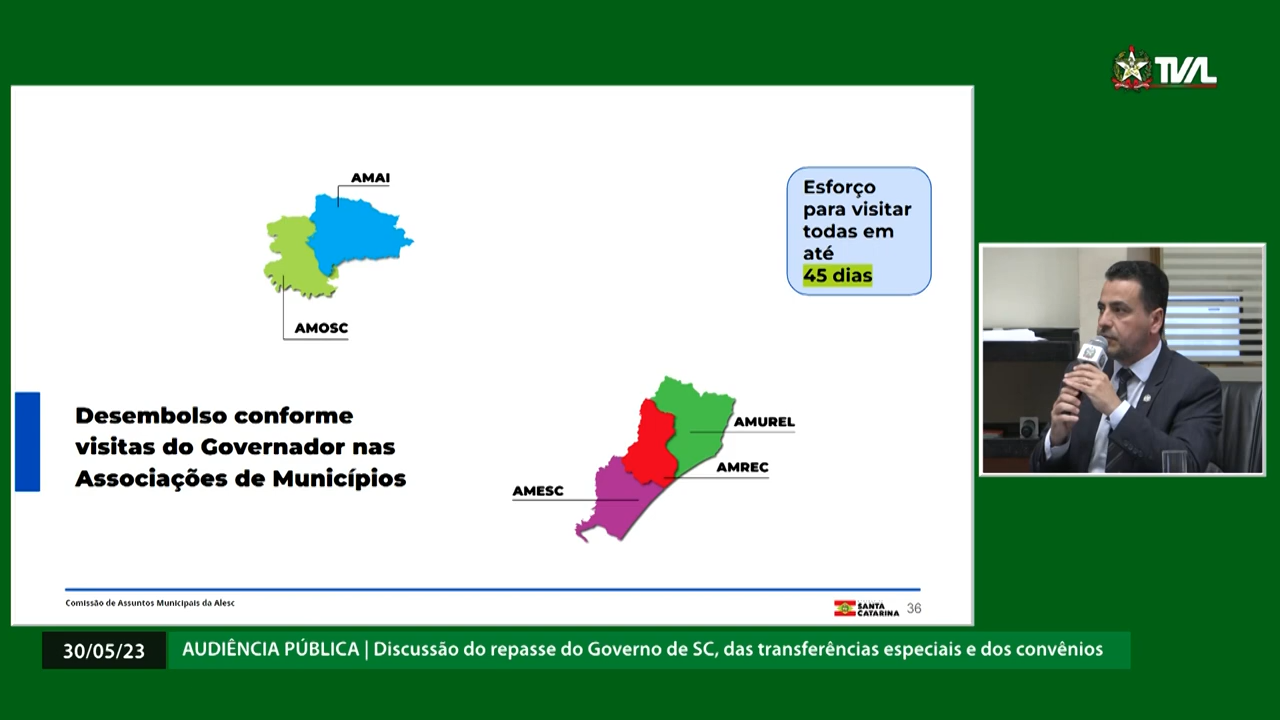 TVAL
AMAI
Esforço
para visitar
todas em
até
45 dias
AMOSC
Desembolso conforme
visitas do Governador nas
Associações de Municípios
AMUREL
AMREC
AMESC
Comissão de Assuntos Municipais da Alesc
SANTA
CATARINA
36
30/05/23
AUDIÊNCIA PÚBLICA | Discussão do repasse do Governo de SC, das transferências especiais e dos convênios